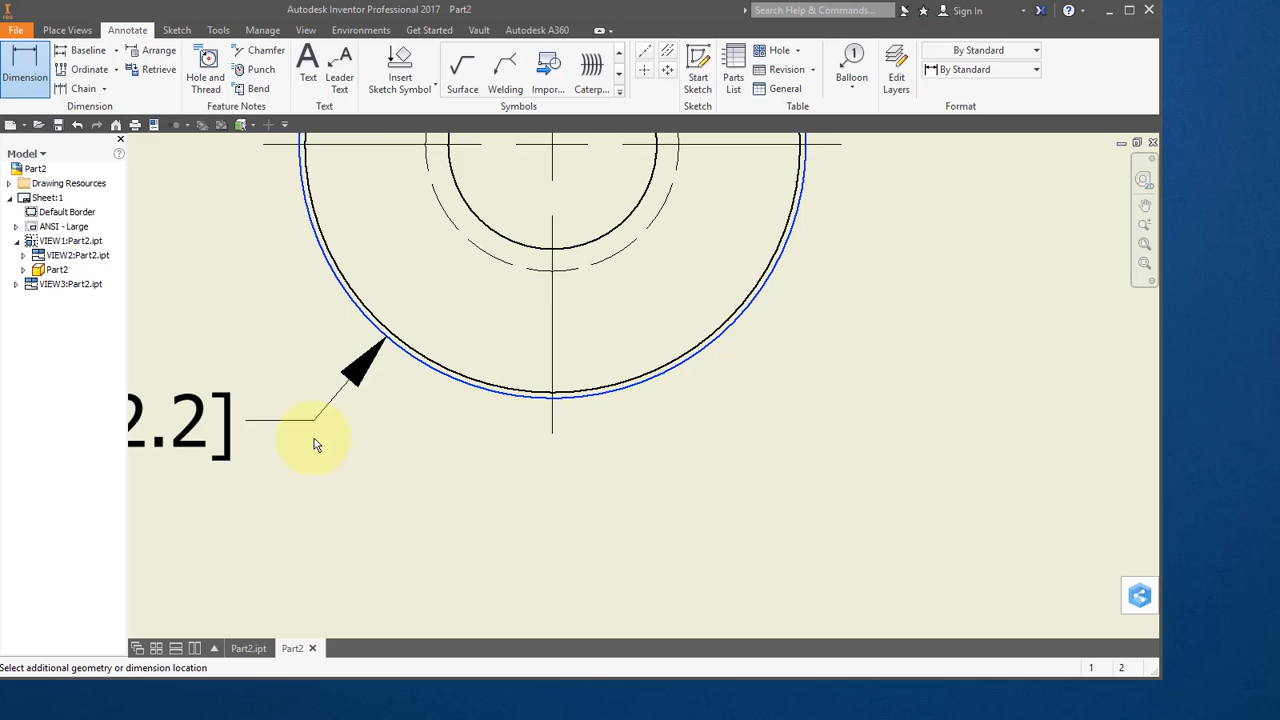 Autodesk Inventor Professional 2017 Part2
Search Help & Commands...
Sign In
File Place Views Annotate Sketch Tools Manage View Environments Get Started Vault Autodesk A360
Dimension
Baseline
Ordinate
Chain
Arrange
Retrieve
Dimension
Hole and Thread
Chamfer
Punch
Bend
Feature Notes
Text
Leader Text
Text
Insert Sketch Symbol
Surface
Welding
Impor...
Caterp...
Symbols
Start Sketch
Sketch
Parts List
Hole
Revision
General
Table
Balloon
Edit Layers
By Standard
By Standard
Format
Model
Part2
Drawing Resources
Sheet:1
Default Border
ANSI - Large
VIEW1:Part2.ipt
VIEW2:Part2.ipt
Part2
VIEW3:Part2.ipt
2.2]
Part2.ipt Part2
Select additional geometry or dimension location
1 2